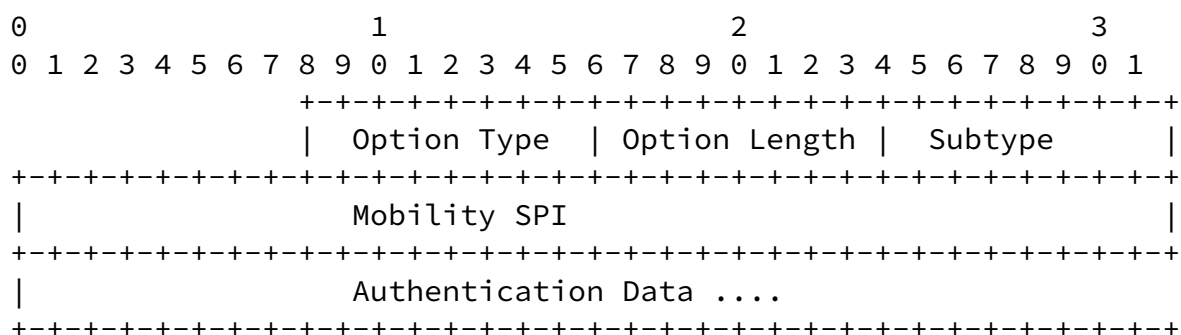 0                   1                   2                   3
0 1 2 3 4 5 6 7 8 9 0 1 2 3 4 5 6 7 8 9 0 1 2 3 4 5 6 7 8 9 0 1
                +-+-+-+-+-+-+-+-+-+-+-+-+-+-+-+-+-+-+-+-+-+-+-+-+
                |  Option Type  | Option Length |  Subtype      |
+-+-+-+-+-+-+-+-+-+-+-+-+-+-+-+-+-+-+-+-+-+-+-+-+-+-+-+-+-+-+-+-+
|                  Mobility SPI                                 |
+-+-+-+-+-+-+-+-+-+-+-+-+-+-+-+-+-+-+-+-+-+-+-+-+-+-+-+-+-+-+-+-+
|                  Authentication Data ....
+-+-+-+-+-+-+-+-+-+-+-+-+-+-+-+-+-+-+-+-+-+-+-+-+-+-+-+-+-+-+-+-+